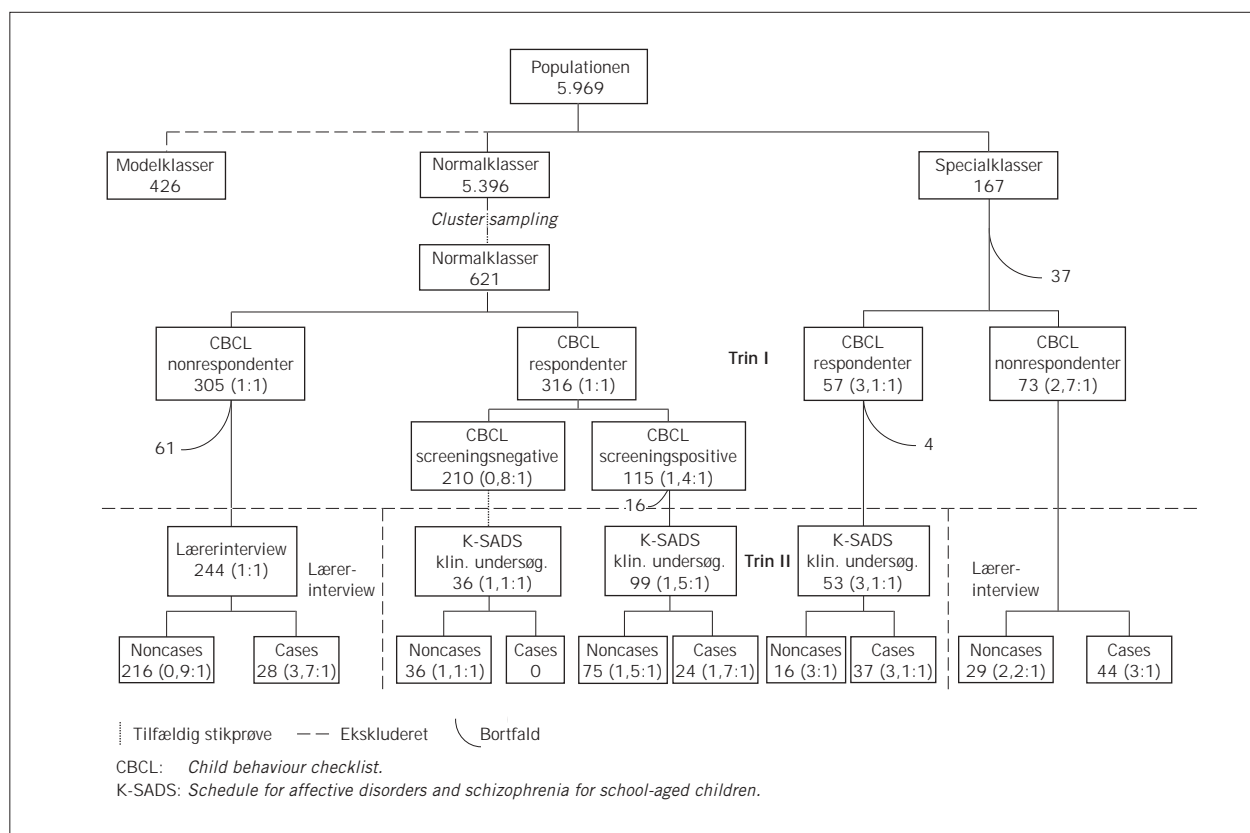 Populationen
5.969
Modelklasser
426
Normalklasser
5.396
Specialklasser
167
Cluster sampling
Normalklasser
621
37
CBCL
nonrespondenter
305 (1:1)
CBCL
respondenter
316 (1:1)
Trin I
CBCL
respondenter
57 (3,1:1)
CBCL
nonrespondenter
73 (2,7:1)
61
CBCL
screeningsnegative
210 (0,8:1)
CBCL
screeningspositive
115 (1,4:1)
4
16
Lærerinterview
244 (1:1)
Lærer-
interview
K-SADS
klin. undersøg.
36 (1,1:1)
K-SADS
klin. undersøg.
99 (1,5:1)
Trin II
K-SADS
klin. undersøg.
53 (3,1:1)
Lærer-
interview
Noncases
216 (0,9:1)
Cases
28 (3,7:1)
Noncases
36 (1,1:1)
Cases
0
Noncases
75 (1,5:1)
Cases
24 (1,7:1)
Noncases
16 (3:1)
Cases
37 (3,1:1)
Noncases
29 (2,2:1)
Cases
44 (3:1)
Tilfældig stikprøve
Ekskluderet
Bortfald
CBCL: Child behaviour checklist.
K-SADS: Schedule for affective disorders and schizophrenia for school-aged children.